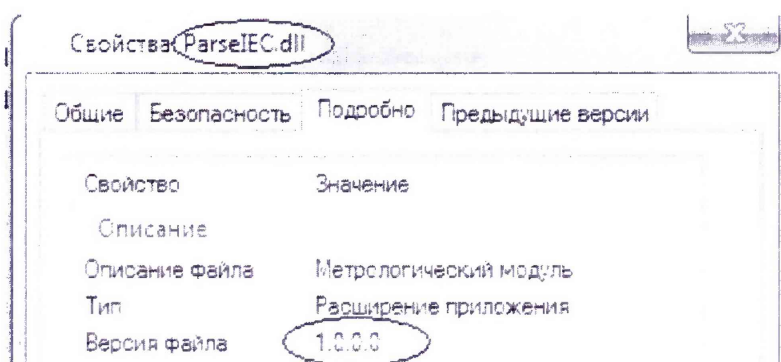 Свойства: ParseIEC.dll
Общие Безопасность Подробно Предыдущие версии
Свойство Значение
Описание
Описание файла Метрологический модуль
Тип Расширение приложения
Версия файла 1.0.0.0